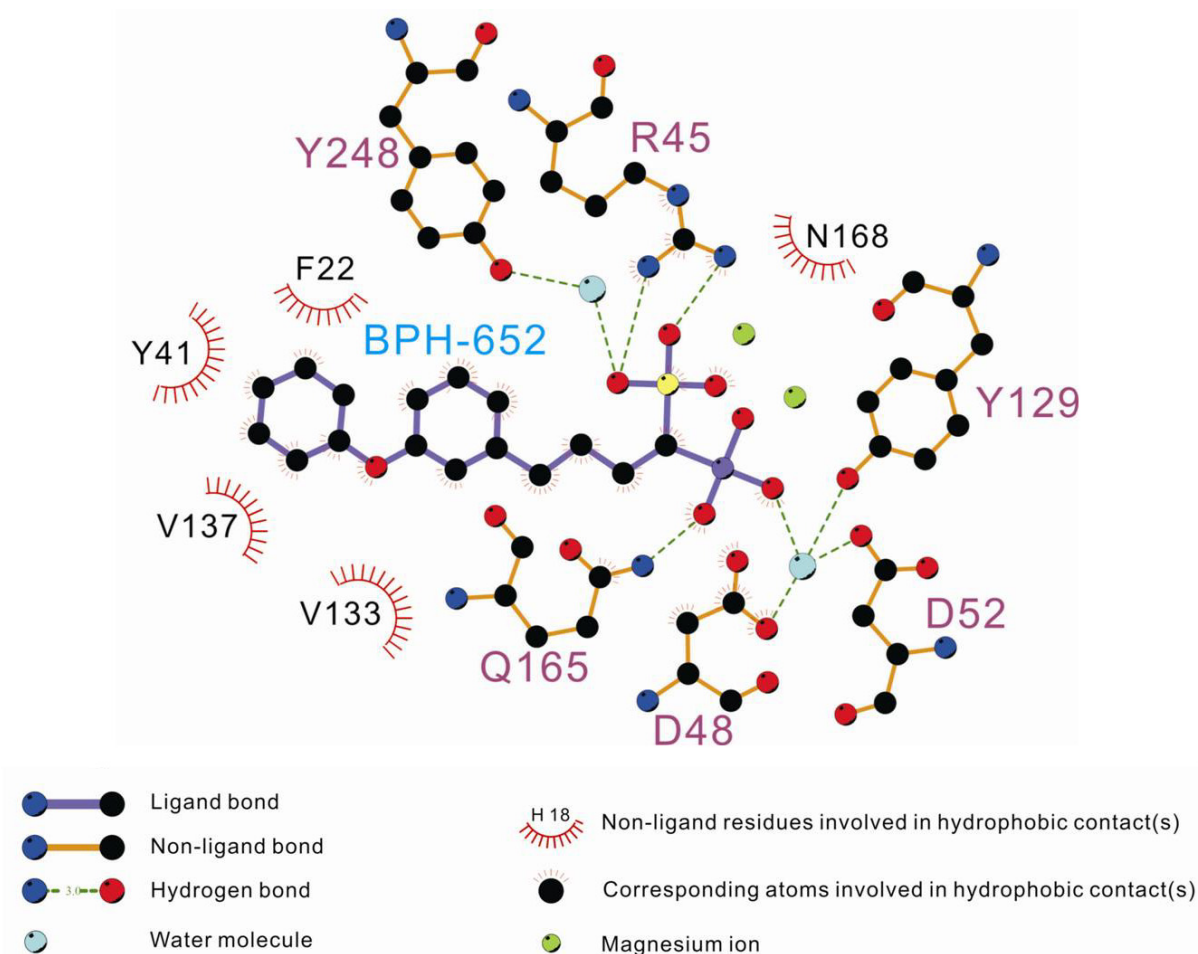 Y248
R45
N168
F22
BPH-652
Y41
Y129
V137
V133
Q165
D52
D48
Ligand bond
Non-ligand bond
3.0
Hydrogen bond
Water molecule
H 18
Non-ligand residues involved in hydrophobic contact(s)
Corresponding atoms involved in hydrophobic contact(s)
Magnesium ion